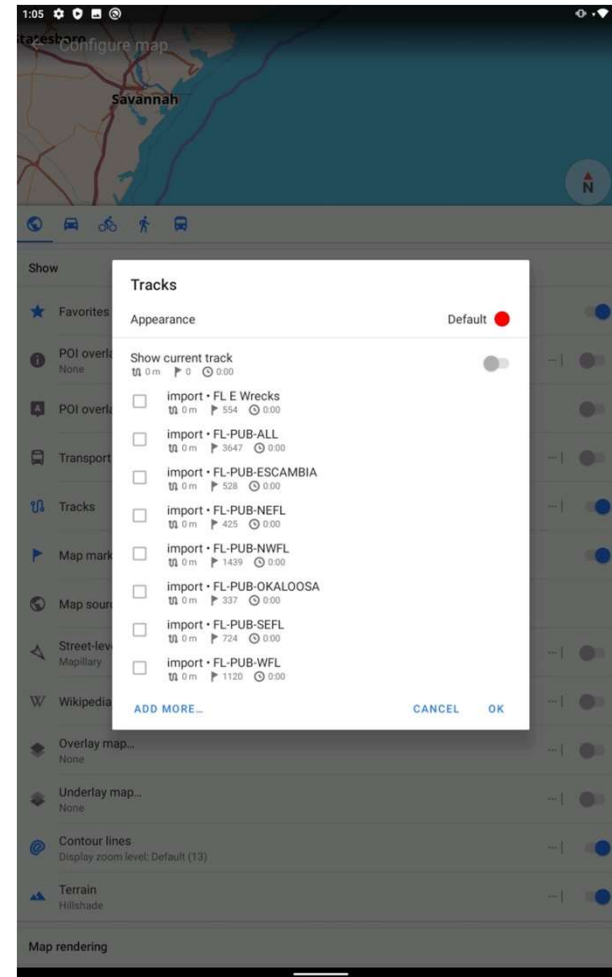 1:05
Statesboro
Configure map
Savannah
N
Show
Tracks
Favorites
Appearance
Default
POI overla
None
Show current track
0 m 0 0:00
import • FL E Wrecks
0 m 554 0:00
POI overla
import • FL-PUB-ALL
0 m 3647 0:00
Transport
import • FL-PUB-ESCAMBIA
0 m 528 0:00
Tracks
import • FL-PUB-NEFL
0 m 425 0:00
Map mark
import • FL-PUB-NWFL
0 m 1439 0:00
Map sour
import • FL-PUB-OKALOOSA
0 m 337 0:00
Street-lev
Mapillary
import • FL-PUB-SEFL
0 m 724 0:00
import • FL-PUB-WFL
0 m 1120 0:00
W Wikipedia
ADD MORE...
CANCEL
OK
Overlay map...
None
Underlay map...
None
Contour lines
Display zoom level: Default (13)
Terrain
Hillshade
Map rendering